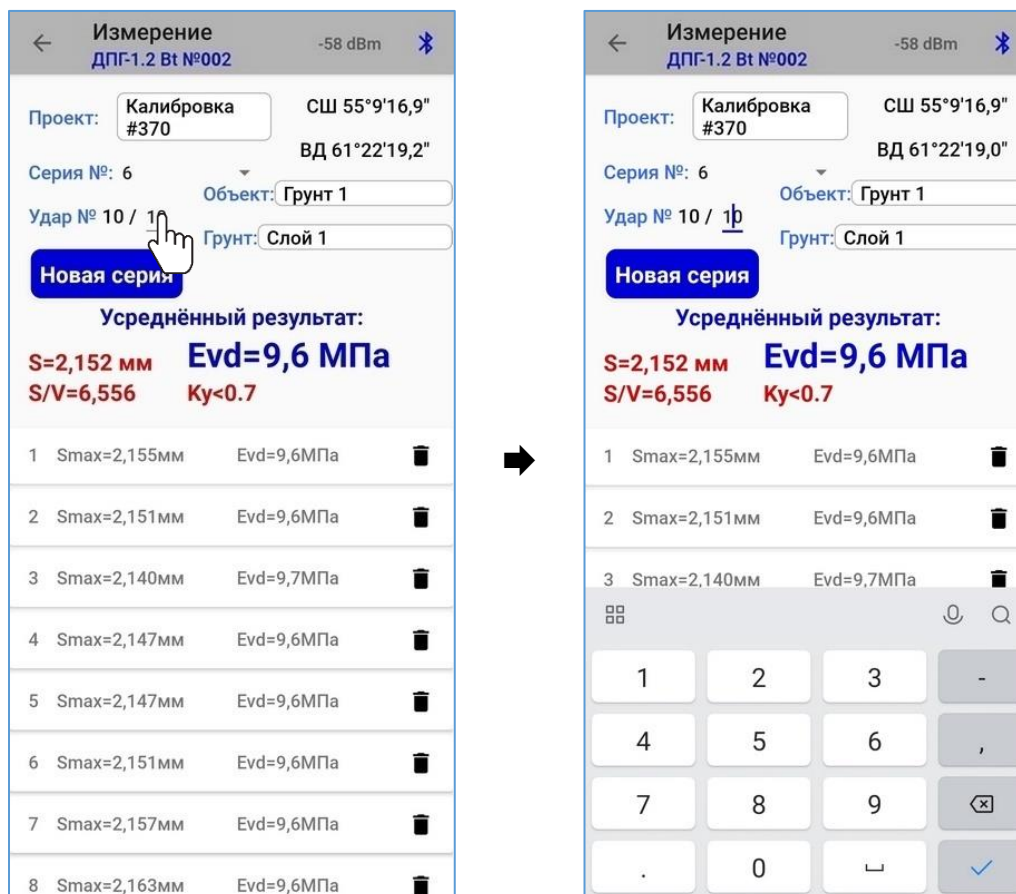 Измерение
ДПГ-1.2 Bt №002
-58 dBm
Проект:
Калибровка
#370
СШ 55°9'16,9"
ВД 61°22'19,2"
Серия №: 6
Объект: Грунт 1
Удар № 10 / 10
Грунт: Слой 1
Новая серия
Усреднённый результат:
S=2,152 мм
Evd=9,6 МПа
S/V=6,556
Ky<0.7
1 Smax=2,155мм Evd=9,6МПа
2 Smax=2,151мм Evd=9,6МПа
3 Smax=2,140мм Evd=9,7МПа
4 Smax=2,147мм Evd=9,6МПа
5 Smax=2,147мм Evd=9,6МПа
6 Smax=2,151мм Evd=9,6МПа
7 Smax=2,157мм Evd=9,6МПа
8 Smax=2,163мм Evd=9,6МПа
Измерение
ДПГ-1.2 Bt №002
-58 dBm
Проект:
Калибровка
#370
СШ 55°9'16,9"
ВД 61°22'19,0"
Серия №: 6
Объект: Грунт 1
Удар № 10 / 10
Грунт: Слой 1
Новая серия
Усреднённый результат:
S=2,152 мм
Evd=9,6 МПа
S/V=6,556
Ky<0.7
1 Smax=2,155мм Evd=9,6МПа
2 Smax=2,151мм Evd=9,6МПа
3 Smax=2,140мм Evd=9,7МПа
1 2 3 -
4 5 6 ,
7 8 9
. 0